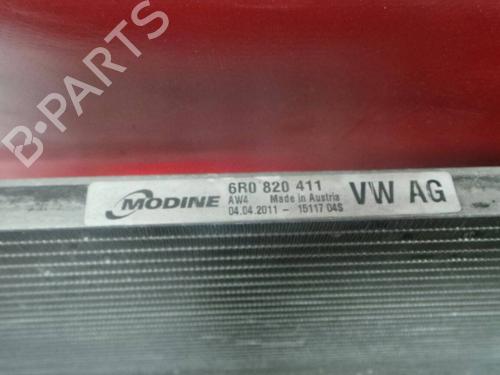 B-PARTS
MODINE 6R0 820 411 VW AG
AW4 Made in Austria
04.04.2011 - 15117 04S